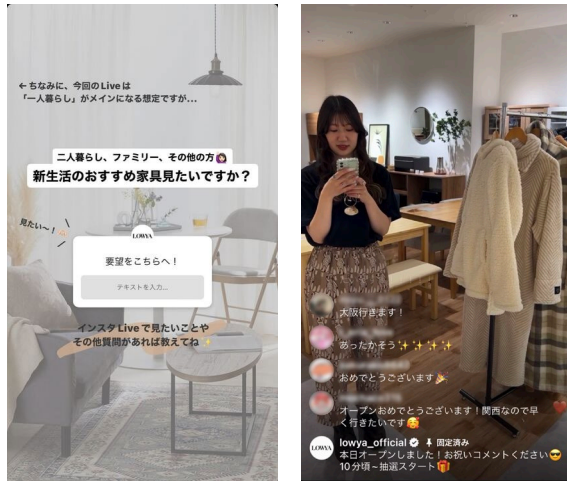 ← ちなみに、今回のLiveは
「一人暮らし」がメインになる想定ですが...
二人暮らし、ファミリー、その他の方🙆🏻‍♀️
新生活のおすすめ家具見たいですか？
見たい〜！
LOWYA
要望をこちらへ！
テキストを入力...
インスタLiveで見たいことや
その他質問があれば教えてね✨
大阪行きます！
あったかそう✨✨✨✨
おめでとうございます🎉
オープンおめでとうございます！関西なので早
く行きたいです🥰
LOWYA
lowya_official 固定済み
本日オープンしました！お祝いコメントください😎
10分頃~抽選スタート🎁